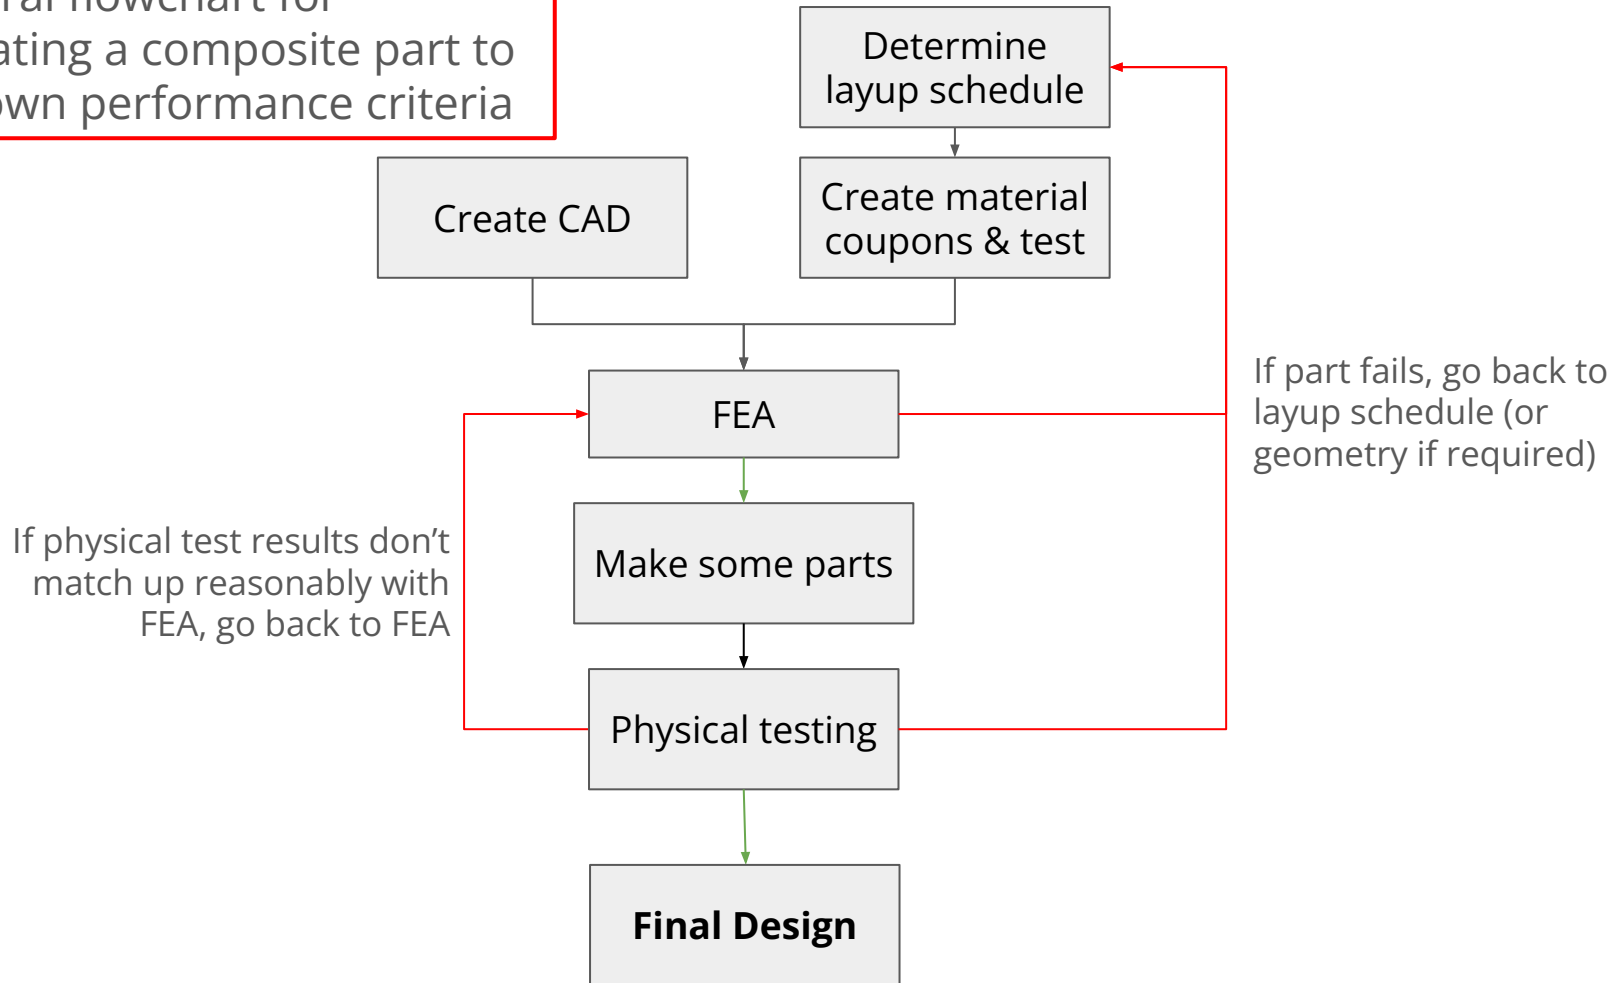 flowchart for
a composite part to
performance criteria
Determine
layup schedule
Create CAD
Create material
coupons & test
FEA
If part fails, go back to
layup schedule (or
geometry if required)
If physical test results don’t
match up reasonably with
FEA, go back to FEA
Make some parts
Physical testing
Final Design